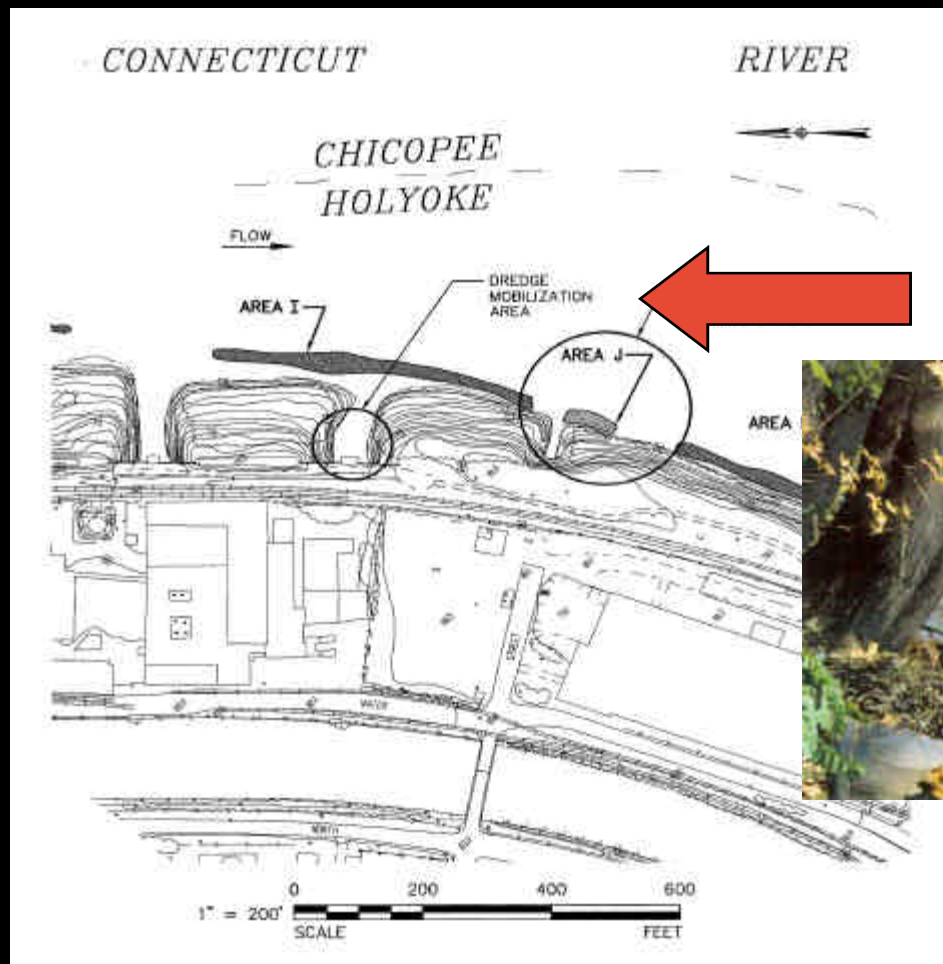 CONNECTICUT RIVER
CHICOPEE
HOLYOKE
FLOW
DREDGE
MOBILIZATION
AREA
AREA I
AREA J
AREA
STREET
WATER
NORTH
0 200 400 600
1" = 200'
SCALE FEET